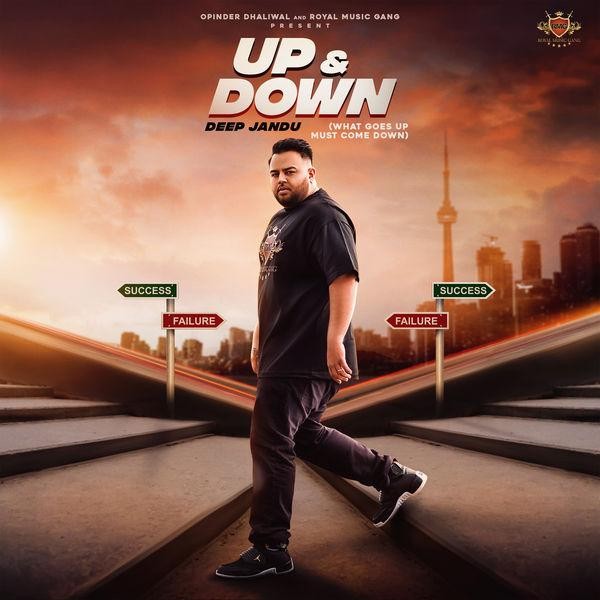 OPINDER DHALIWAL AND ROYAL MUSIC GANG
PRESENT
UP &
DOWN
DEEP JANDU
(WHAT GOES UP
MUST COME DOWN)
RMG
ROYAL MUSIC GANG
SUCCESS
FAILURE
SUCCESS
FAILURE